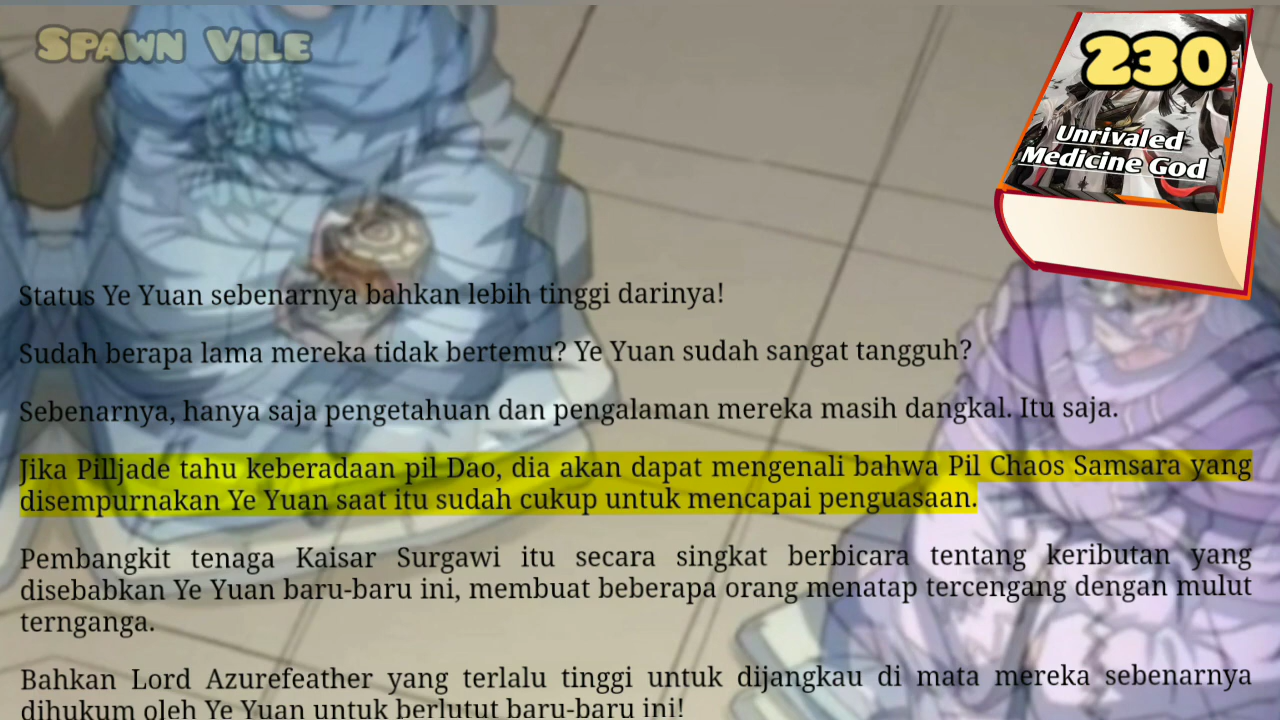 Spawn Vile
230
Unrivaled
Medicine God
Status Ye Yuan sebenarnya bahkan lebih tinggi darinya!
Sudah berapa lama mereka tidak bertemu? Ye Yuan sudah sangat tangguh?
Sebenarnya, hanya saja pengetahuan dan pengalaman mereka masih dangkal. Itu saja.
Jika Pilljade tahu keberadaan pil Dao, dia akan dapat mengenali bahwa Pil Chaos Samsara yang
disempurnakan Ye Yuan saat itu sudah cukup untuk mencapai penguasaan.
Pembangkit tenaga Kaisar Surgawi itu secara singkat berbicara tentang keributan yang
disebabkan Ye Yuan baru-baru ini, membuat beberapa orang menatap tercengang dengan mulut
ternganga.
Bahkan Lord Azurefeather yang terlalu tinggi untuk dijangkau di mata mereka sebenarnya
dihukum oleh Ye Yuan untuk berlutut baru-baru ini!